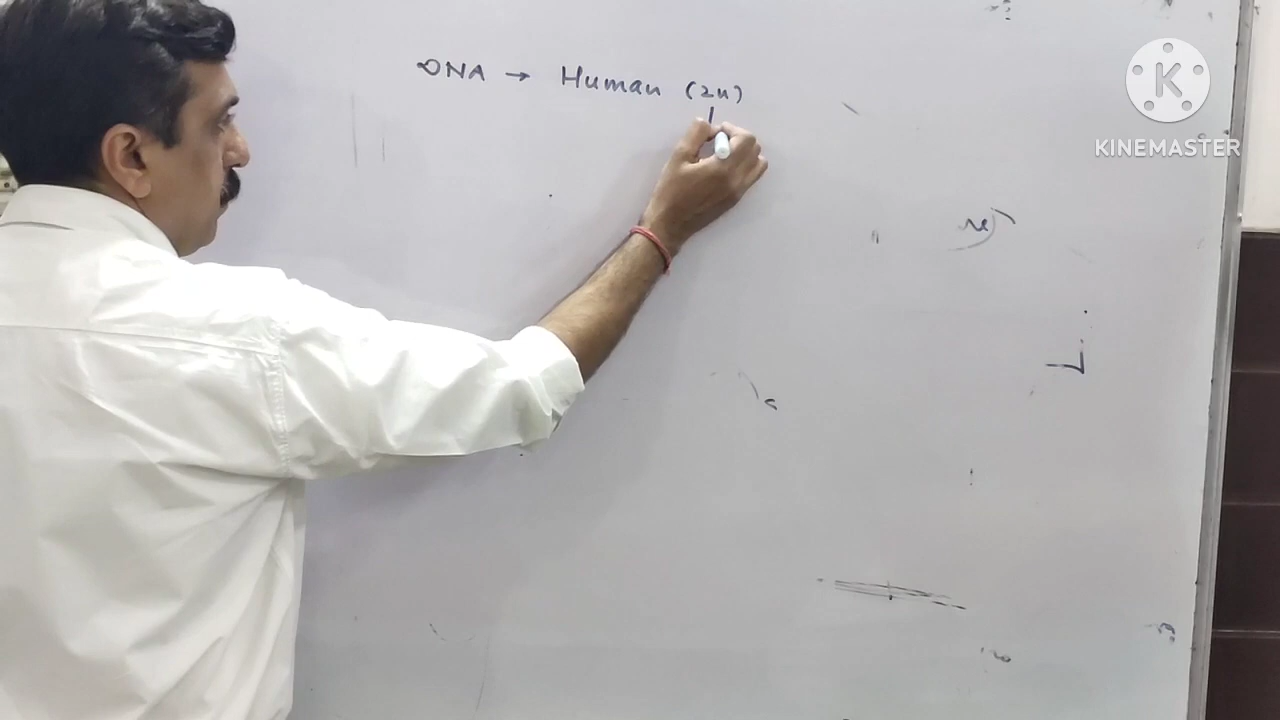 DNA → Human (2n)
K
KINEMASTER